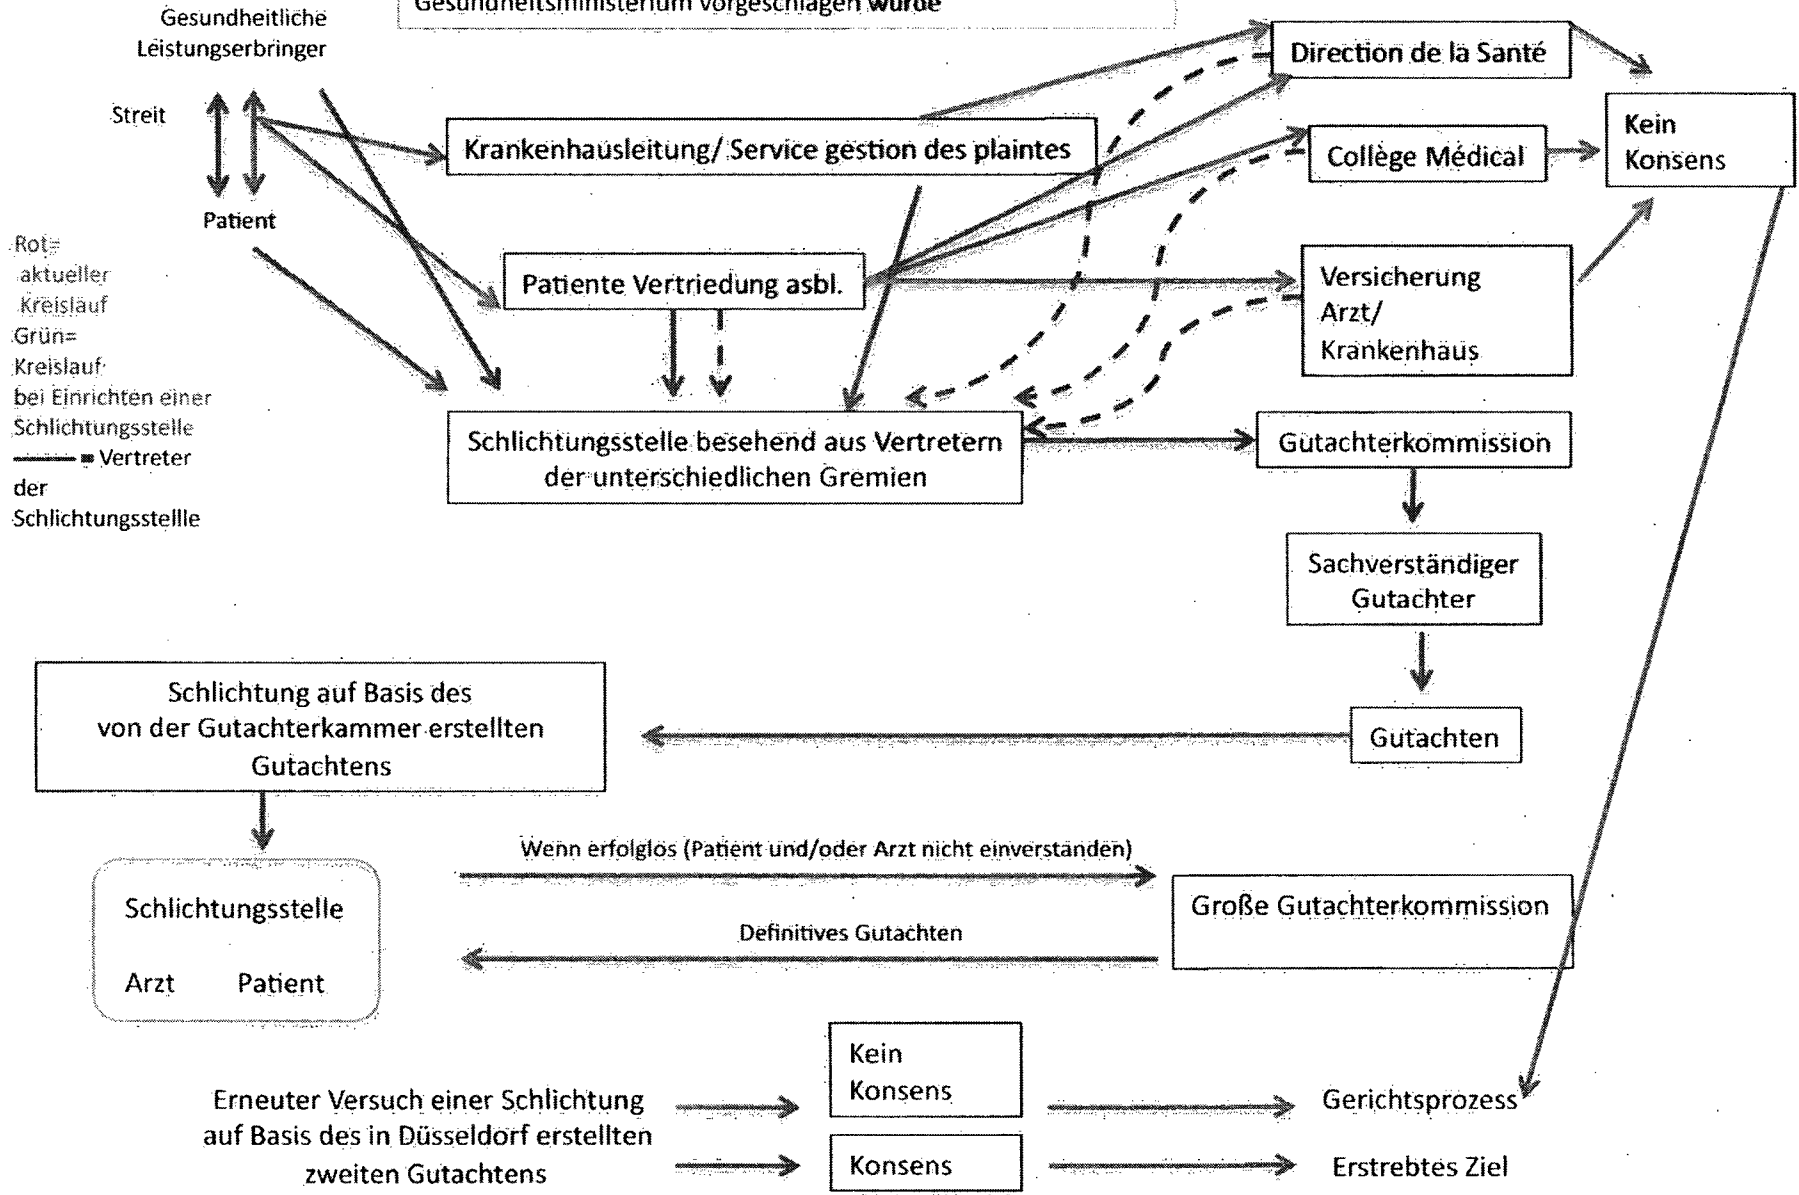 Gesundheitsministerium vorgeschlagen wurde
Gesundheitliche
Leistungserbringer
Streit
Patient
Rot=
aktueller
Kreislauf
Grün=
Kreislauf
bei Einrichten einer
Schlichtungsstelle
= Vertreter
der
Schlichtungsstellle
Krankenhausleitung/ Service gestion des plaintes
Patiente Vertriedung asbl.
Direction de la Santé
Collège Médical
Versicherung
Arzt/
Krankenhaus
Kein
Konsens
Schlichtungsstelle besehend aus Vertretern
der unterschiedlichen Gremien
Gutachterkommission
Sachverständiger
Gutachter
Gutachten
Schlichtung auf Basis des
von der Gutachterkammer erstellten
Gutachtens
Schlichtungsstelle
Arzt Patient
Wenn erfolglos (Patient und/oder Arzt nicht einverstanden)
Definitives Gutachten
Große Gutachterkommission
Erneuter Versuch einer Schlichtung
auf Basis des in Düsseldorf erstellten
zweiten Gutachtens
Kein
Konsens
Gerichtsprozess
Konsens
Erstrebtes Ziel